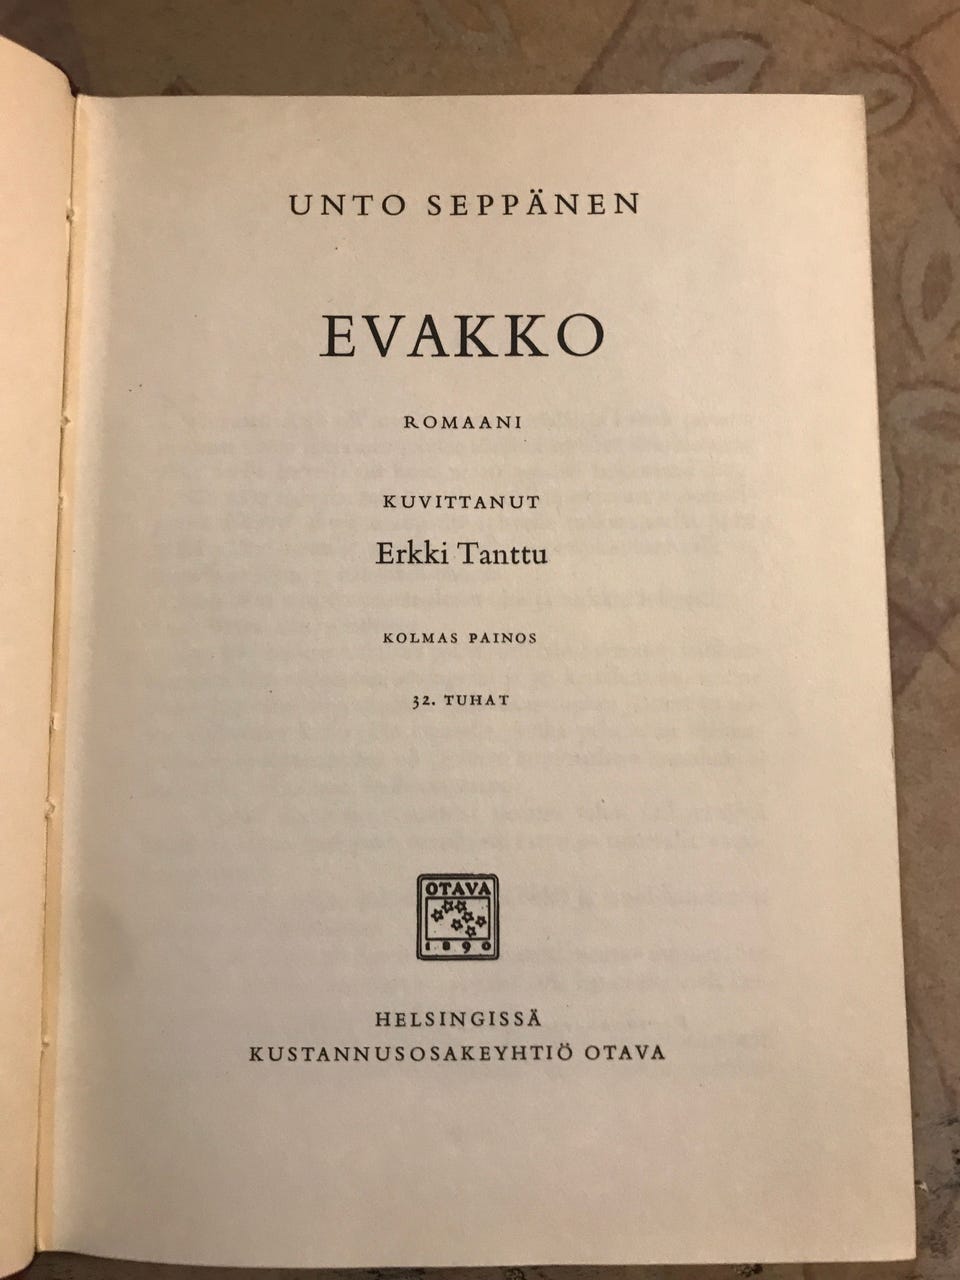 UNTO SEPPÄNEN
EVAKKO
ROMAANI
KUVITTANUT
Erkki Tanttu
KOLMAS PAINOS
32. TUHAT
OTAVA
1890
HELSINGISSÄ
KUSTANNUSOSAKEYHTIÖ OTAVA